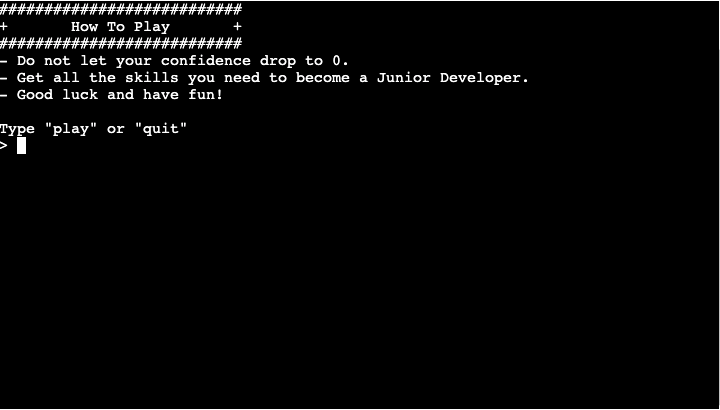 ###########################
+       How To Play       +
###########################
- Do not let your confidence drop to 0.
- Get all the skills you need to become a Junior Developer.
- Good luck and have fun!
Type "play" or "quit"
>